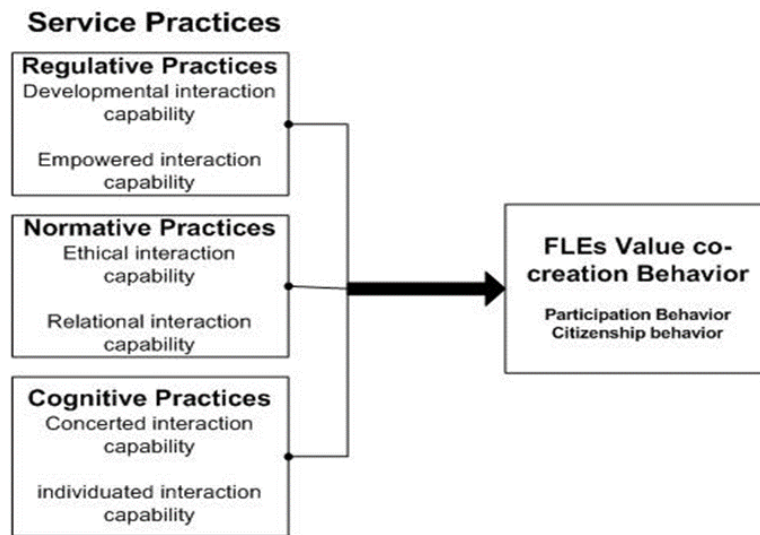 Service Practices
Regulative Practices
Developmental interaction
capability
Empowered interaction
capability
Normative Practices
Ethical interaction
capability
Relational interaction
capability
Cognitive Practices
Concerted interaction
capability
individuated interaction
capability
FLEs Value co-
creation Behavior
Participation Behavior
Citizenship behavior